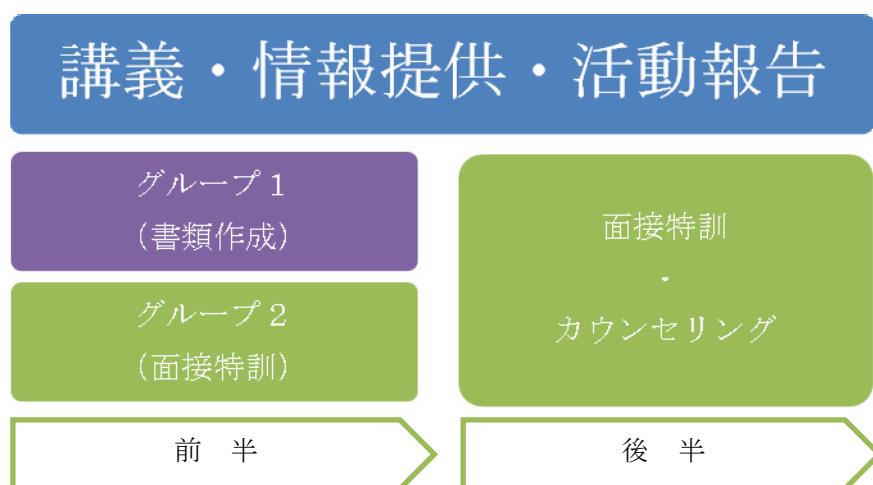 講義・情報提供・活動報告
グループ１
（書類作成）
グループ２
（面接特訓）
面接特訓
・
カウンセリング
前　半
後　半